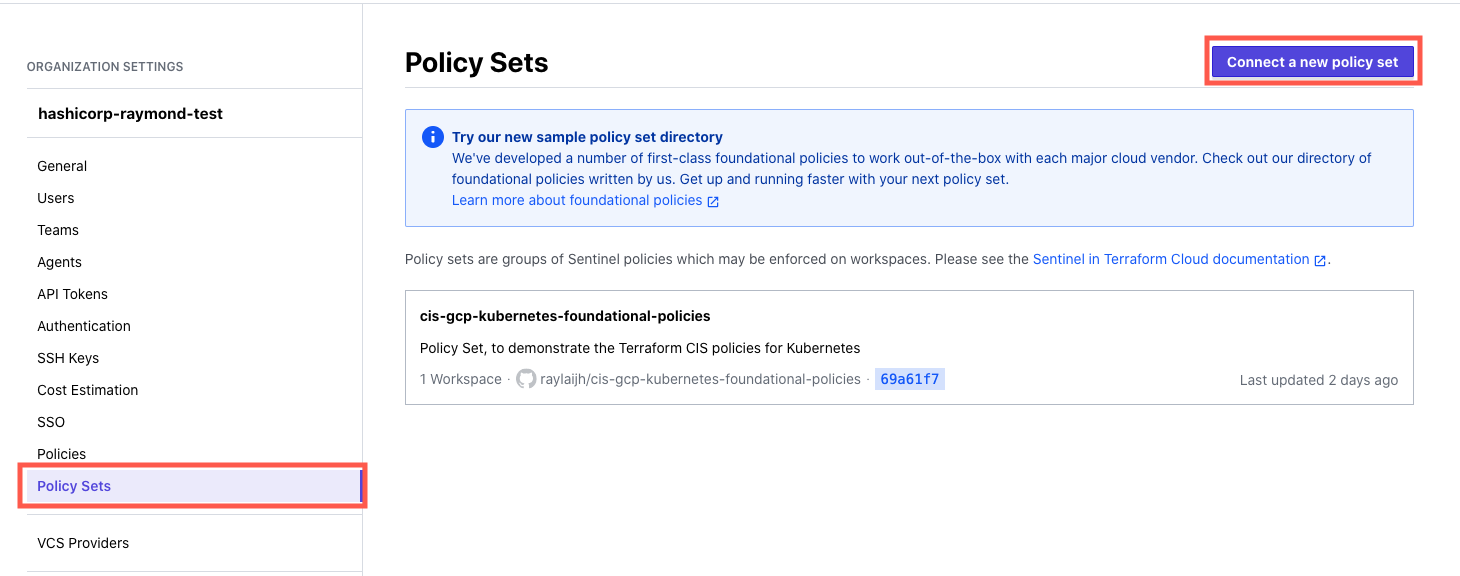 ORGANIZATION SETTINGS
hashicorp-raymond-test
General
Users
Teams
Agents
API Tokens
Authentication
SSH Keys
Cost Estimation
SSO
Policies
Policy Sets
VCS Providers
Policy Sets
Connect a new policy set
Try our new sample policy set directory
We've developed a number of first-class foundational policies to work out-of-the-box with each major cloud vendor. Check out our directory of
foundational policies written by us. Get up and running faster with your next policy set.
Learn more about foundational policies
Policy sets are groups of Sentinel policies which may be enforced on workspaces. Please see the Sentinel in Terraform Cloud documentation.
cis-gcp-kubernetes-foundational-policies
Policy Set, to demonstrate the Terraform CIS policies for Kubernetes
1 Workspace · raylaijh/cis-gcp-kubernetes-foundational-policies · 69a61f7
Last updated 2 days ago